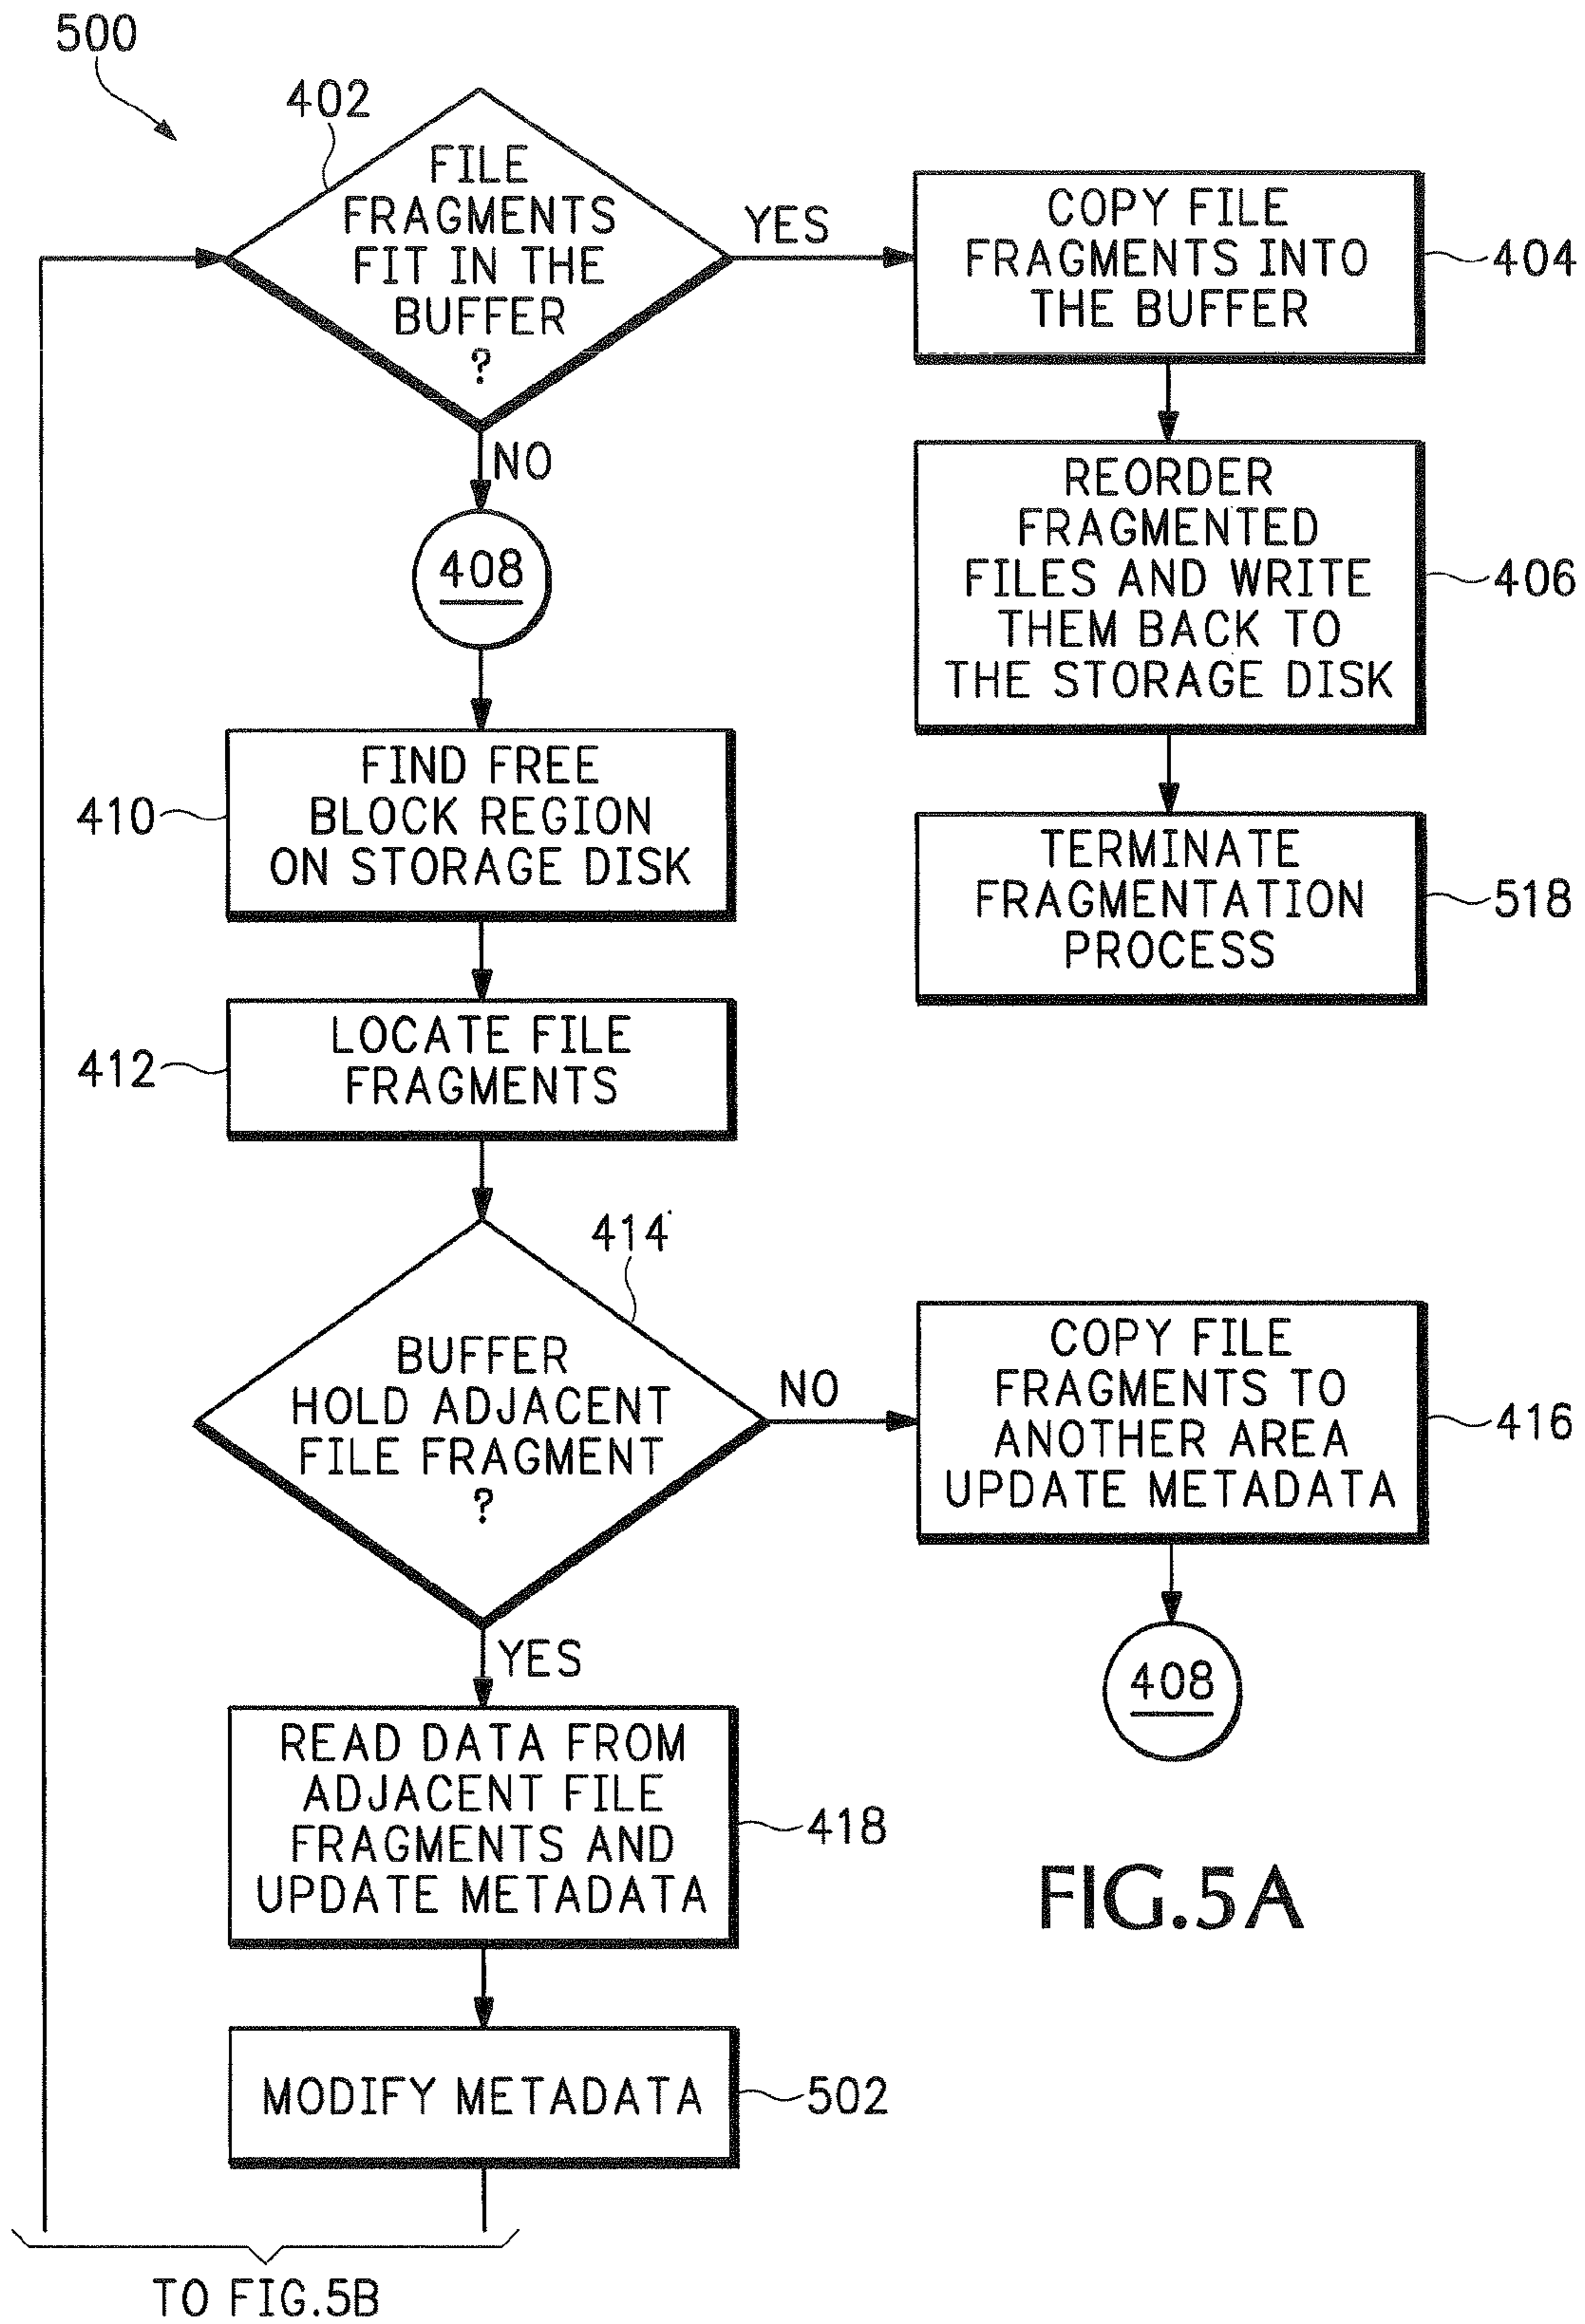 500
402
FILE
FRAGMENTS
FIT IN THE
BUFFER
?
YES
NO
COPY FILE
FRAGMENTS INTO
THE BUFFER
404
REORDER
FRAGMENTED
FILES AND WRITE
THEM BACK TO
THE STORAGE DISK
406
TERMINATE
FRAGMENTATION
PROCESS
518
408
FIND FREE
BLOCK REGION
ON STORAGE DISK
410
LOCATE FILE
FRAGMENTS
412
414
BUFFER
HOLD ADJACENT
FILE FRAGMENT
?
NO
YES
COPY FILE
FRAGMENTS TO
ANOTHER AREA
UPDATE METADATA
416
408
READ DATA FROM
ADJACENT FILE
FRAGMENTS AND
UPDATE METADATA
418
MODIFY METADATA
502
FIG.5A
TO FIG.5B